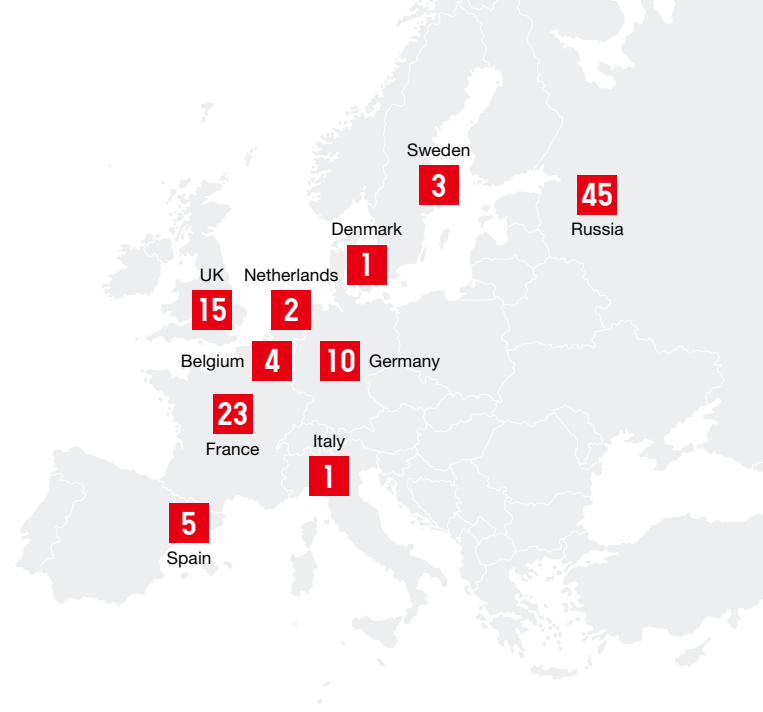 Sweden
3
45
Russia
Denmark
1
UK
15
Netherlands
2
Belgium
4
10
Germany
23
France
Italy
1
5
Spain